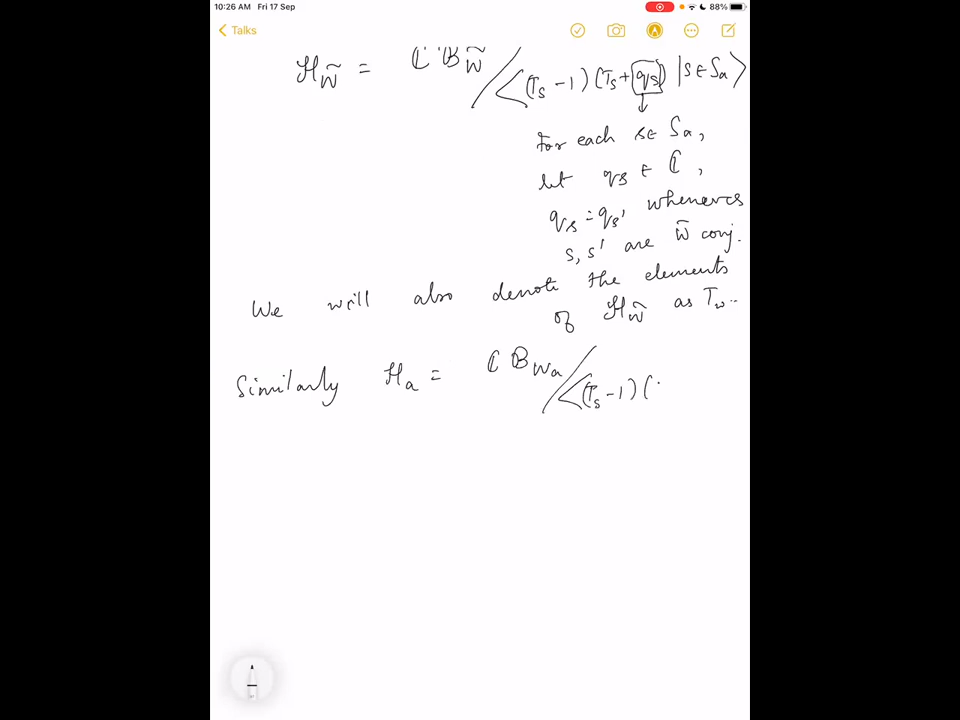 10:26 AM Fri 17 Sep
88%
Talks
ℋ_W̃ = ℂ B_W̃ / <(T_s - 1)(T_s + q_s) | s ∈ S_a>
For each s ∈ S_a,
let q_s ∈ ℂ,
q_s = q_s' whenever
s, s' are W̃ conj.
We will also denote the elements
of ℋ_W̃ as T_w..
Similarly ℋ_a = ℂ B_W_a / <(T_s - 1)(